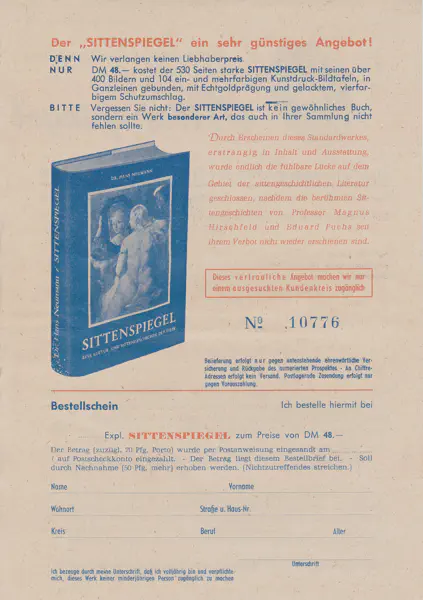 Der „SITTENSPIEGEL" ein sehr günstiges Angebot!
DENN Wir verlangen keinen Liebhaberpreis.
NUR DM 48.— kostet der 530 Seiten starke SITTENSPIEGEL mit seinen über
400 Bildern und 104 ein- und mehrfarbigen Kunstdruck-Bildtafeln, in
Ganzleinen gebunden, mit Echtgoldprägung und gelacktem, vierfar-
bigem Schutzumschlag.
BITTE Vergessen Sie nicht: Der SITTENSPIEGEL ist kein gewöhnliches Buch,
sondern ein Werk besonderer Art, das auch in Ihrer Sammlung nicht
fehlen sollte.
Durch Erscheinen dieses Standardwerkes,
erstrangig in Inhalt und Ausstattung,
wurde endlich die fühlbare Lücke auf dem
Gebiet der sittengeschichtlichen Literatur
geschlossen, nachdem die berühmten Sit-
tengeschichten von Professor Magnus
Hirschfeld und Eduard Fuchs seit
ihrem Verbot nicht wieder erschienen sind.
DR. HANS NEUMANN
SITTENSPIEGEL
Dr. Hans Neumann / SITTENSPIEGEL
Dieses vertrauliche Angebot machen wir nur
einem ausgesuchten Kundenkreis zugänglich
Nº 10776
Belieferung erfolgt nur gegen untenstehende ehrenwörtliche Ver-
sicherung und Rückgabe des numerierten Prospektes - An Chiffre-
Adressen erfolgt kein Versand. Postlagernde Zusendung erfolgt nur
gegen Vorauszahlung.
Bestellschein Ich bestelle hiermit bei
Expl. SITTENSPIEGEL zum Preise von DM 48.—
Der Betrag (zuzügl. 70 Pfg. Porto) wurde per Postanweisung eingesandt am
/ auf Postscheckkonto eingezahlt. - Der Betrag liegt diesem Bestellbrief bei. - Soll
durch Nachnahme (50 Pfg. mehr) erhoben werden. (Nichtzutreffendes streichen.)
Name Vorname
Wohnort Straße u. Haus-Nr.
Kreis Beruf Alter
Unterschrift
Ich bezeuge durch meine Unterschrift, daß ich volljährig bin und verpflichte-
mich, dieses Werk keiner minderjährigen Person zugänglich zu machen